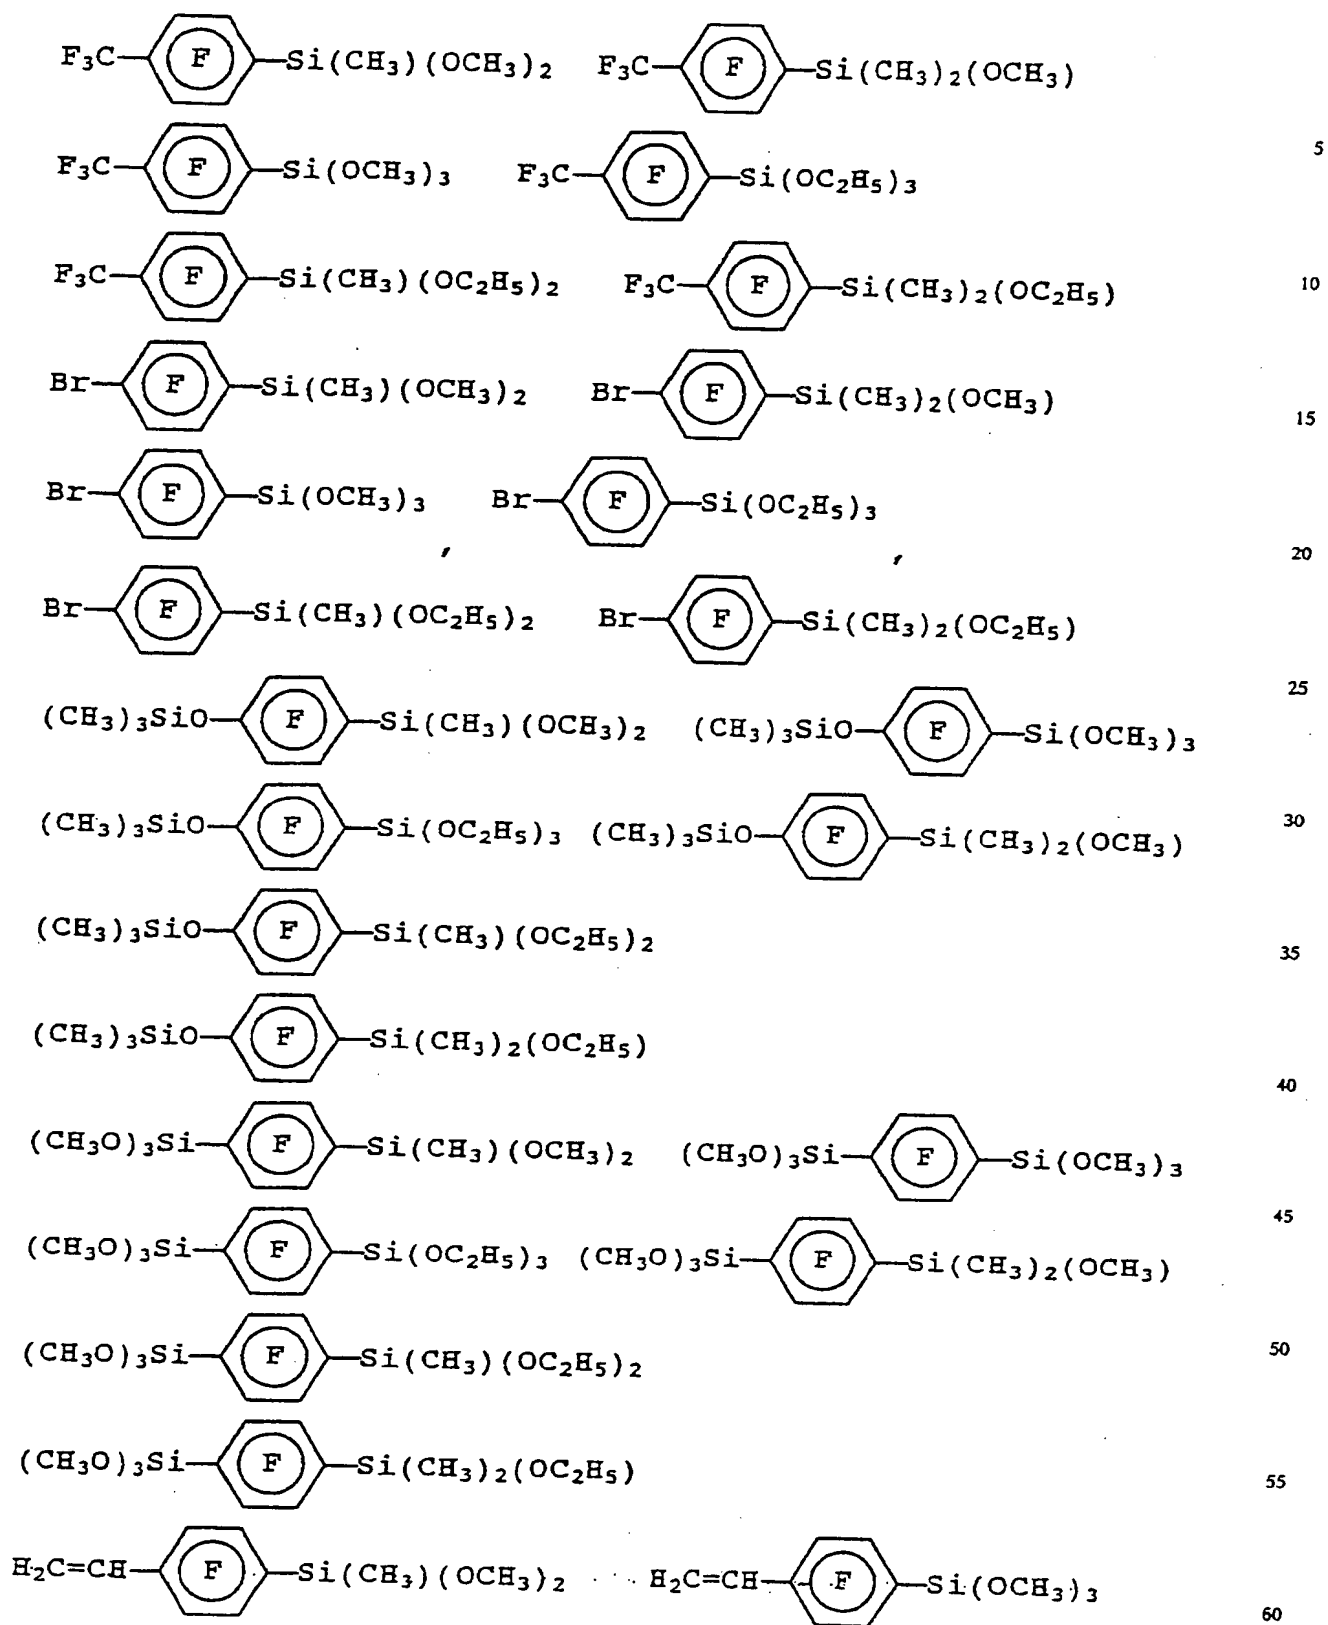 F₃C F Si(CH₃)(OCH₃)₂ F₃C F Si(CH₃)₂(OCH₃)
5
F₃C F Si(OCH₃)₃ F₃C F Si(OC₂H₅)₃
F₃C F Si(CH₃)(OC₂H₅)₂ F₃C F Si(CH₃)₂(OC₂H₅) 10
Br F Si(CH₃)(OCH₃)₂ Br F Si(CH₃)₂(OCH₃)
15
Br F Si(OCH₃)₃ , Br F Si(OC₂H₅)₃ ,
20
Br F Si(CH₃)(OC₂H₅)₂ Br F Si(CH₃)₂(OC₂H₅)
25
(CH₃)₃SiO F Si(CH₃)(OCH₃)₂ (CH₃)₃SiO F Si(OCH₃)₃
(CH₃)₃SiO F Si(OC₂H₅)₃ (CH₃)₃SiO F Si(CH₃)₂(OCH₃) 30
(CH₃)₃SiO F Si(CH₃)(OC₂H₅)₂ 35
(CH₃)₃SiO F Si(CH₃)₂(OC₂H₅)
40
(CH₃O)₃Si F Si(CH₃)(OCH₃)₂ (CH₃O)₃Si F Si(OCH₃)₃
45
(CH₃O)₃Si F Si(OC₂H₅)₃ (CH₃O)₃Si F Si(CH₃)₂(OCH₃)
(CH₃O)₃Si F Si(CH₃)(OC₂H₅)₂ 50
(CH₃O)₃Si F Si(CH₃)₂(OC₂H₅) 55
H₂C=CH F Si(CH₃)(OCH₃)₂ H₂C=CH F Si(OCH₃)₃
60